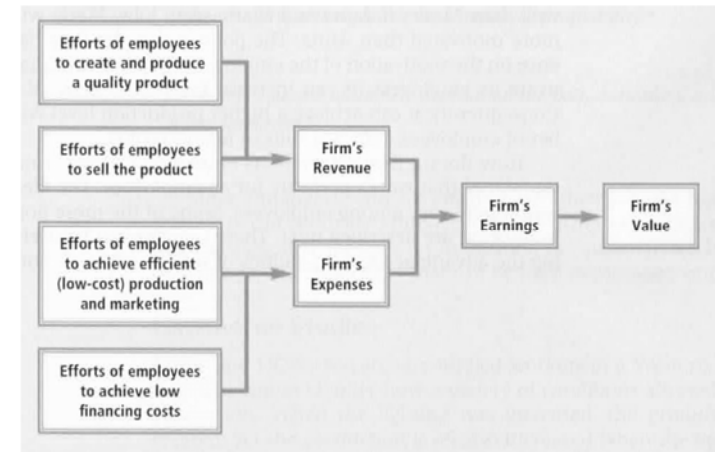 Efforts of employees
to create and produce
a quality product
Efforts of employees
to sell the product
Firm's
Revenue
Efforts of employees
to achieve efficient
(low-cost) production
and marketing
Firm's
Expenses
Efforts of employees
to achieve low
financing costs
Firm's
Earnings
Firm's
Value